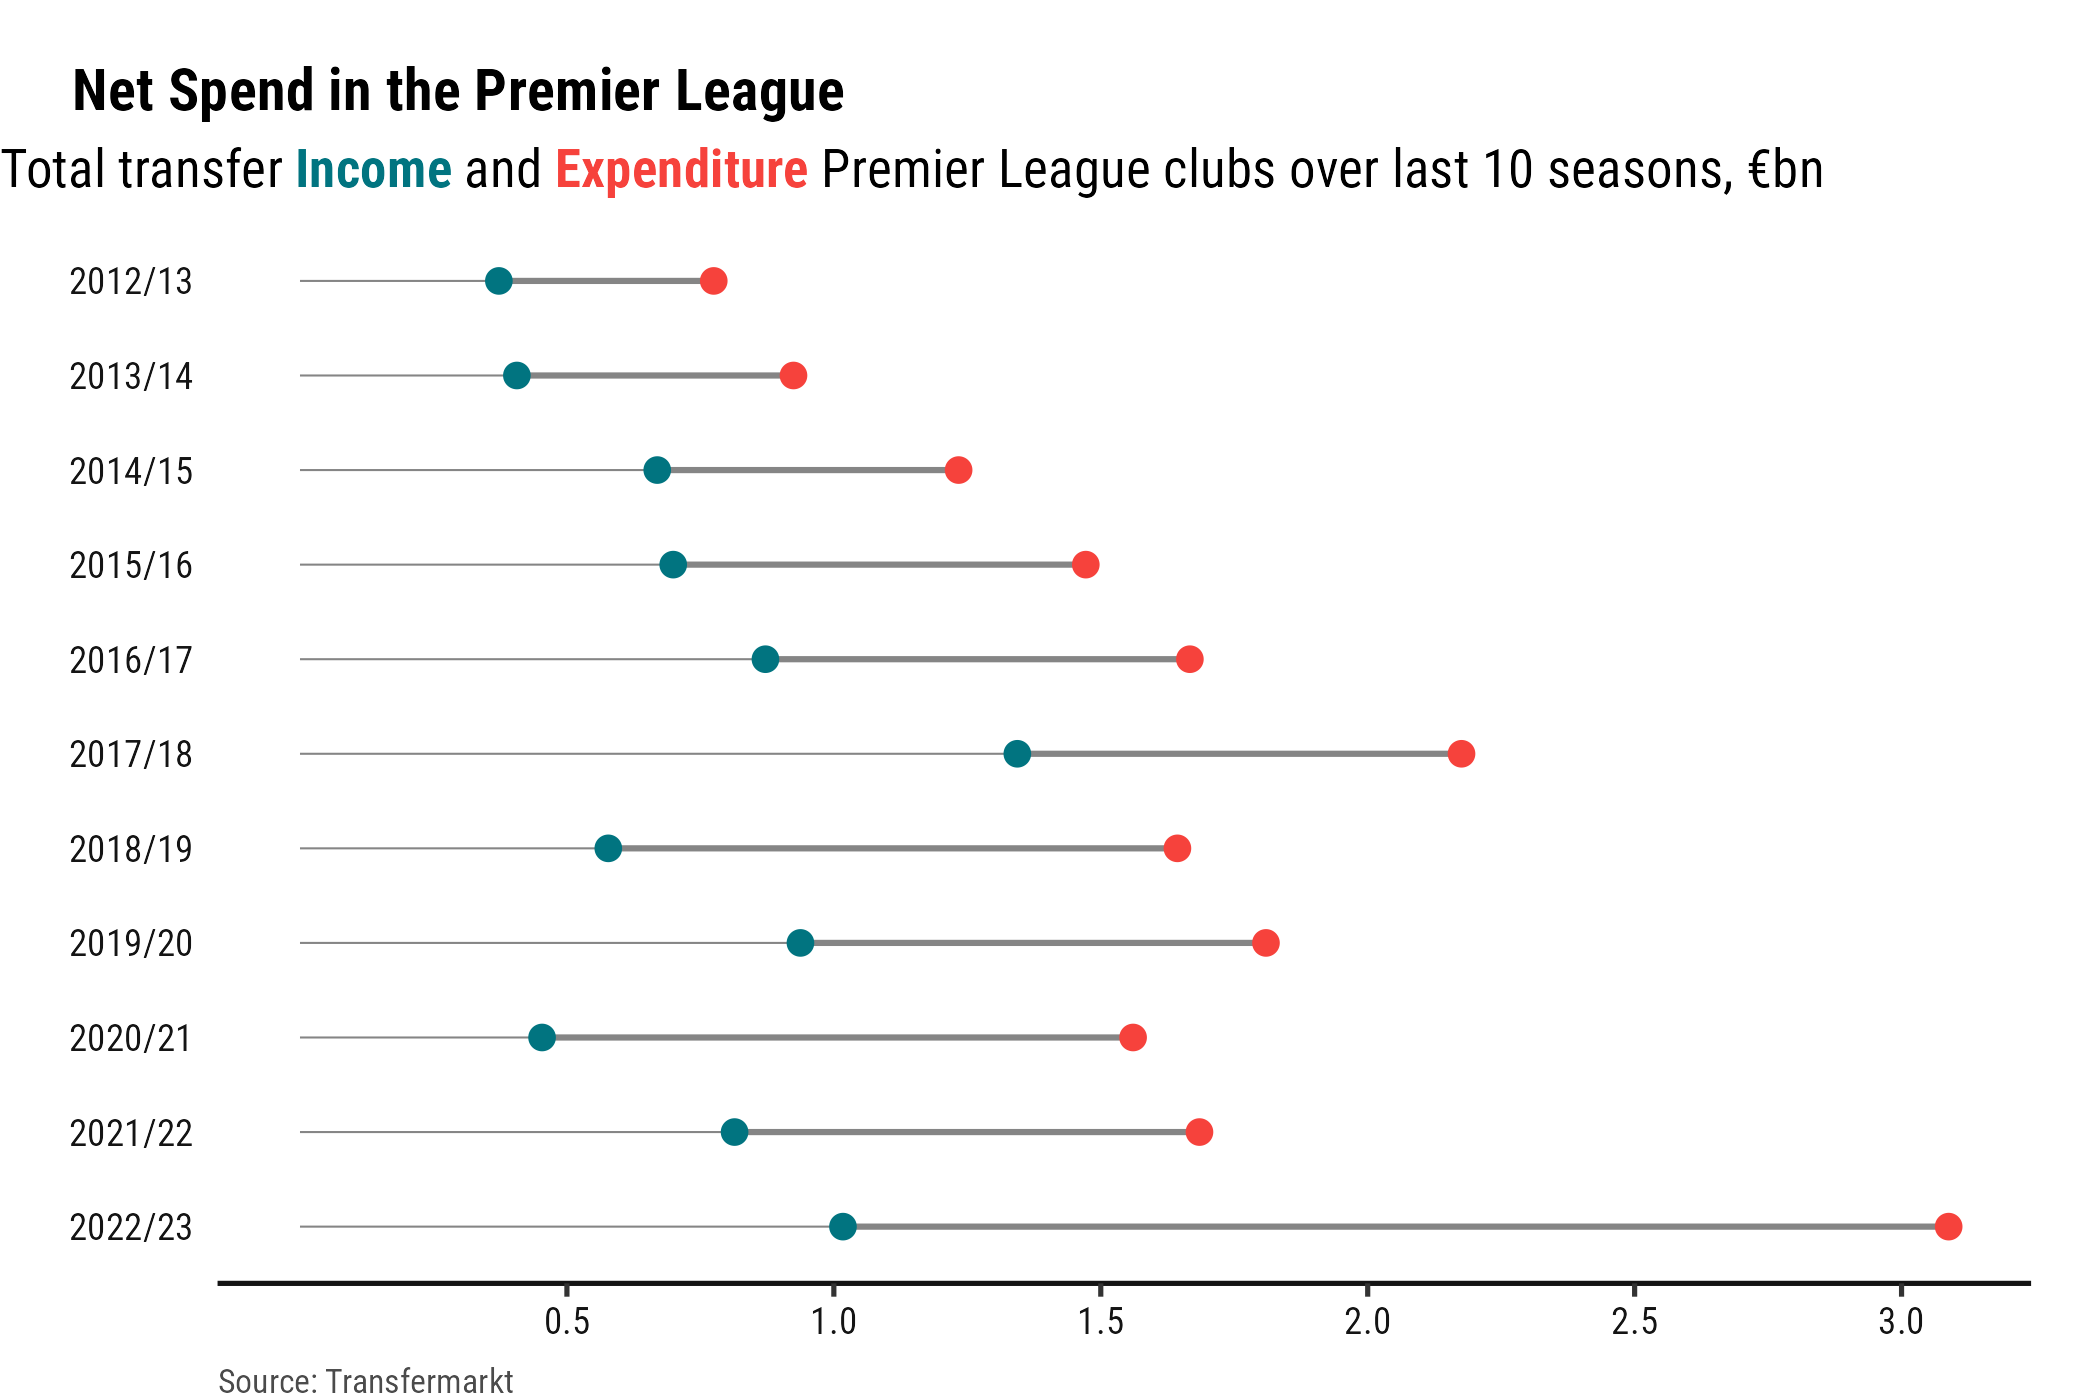 Net Spend in the Premier League
Total transfer Income and Expenditure Premier League clubs over last 10 seasons, €bn
2012/13
2013/14
2014/15
2015/16
2016/17
2017/18
2018/19
2019/20
2020/21
2021/22
2022/23
0.5 1.0 1.5 2.0 2.5 3.0
Source: Transfermarkt